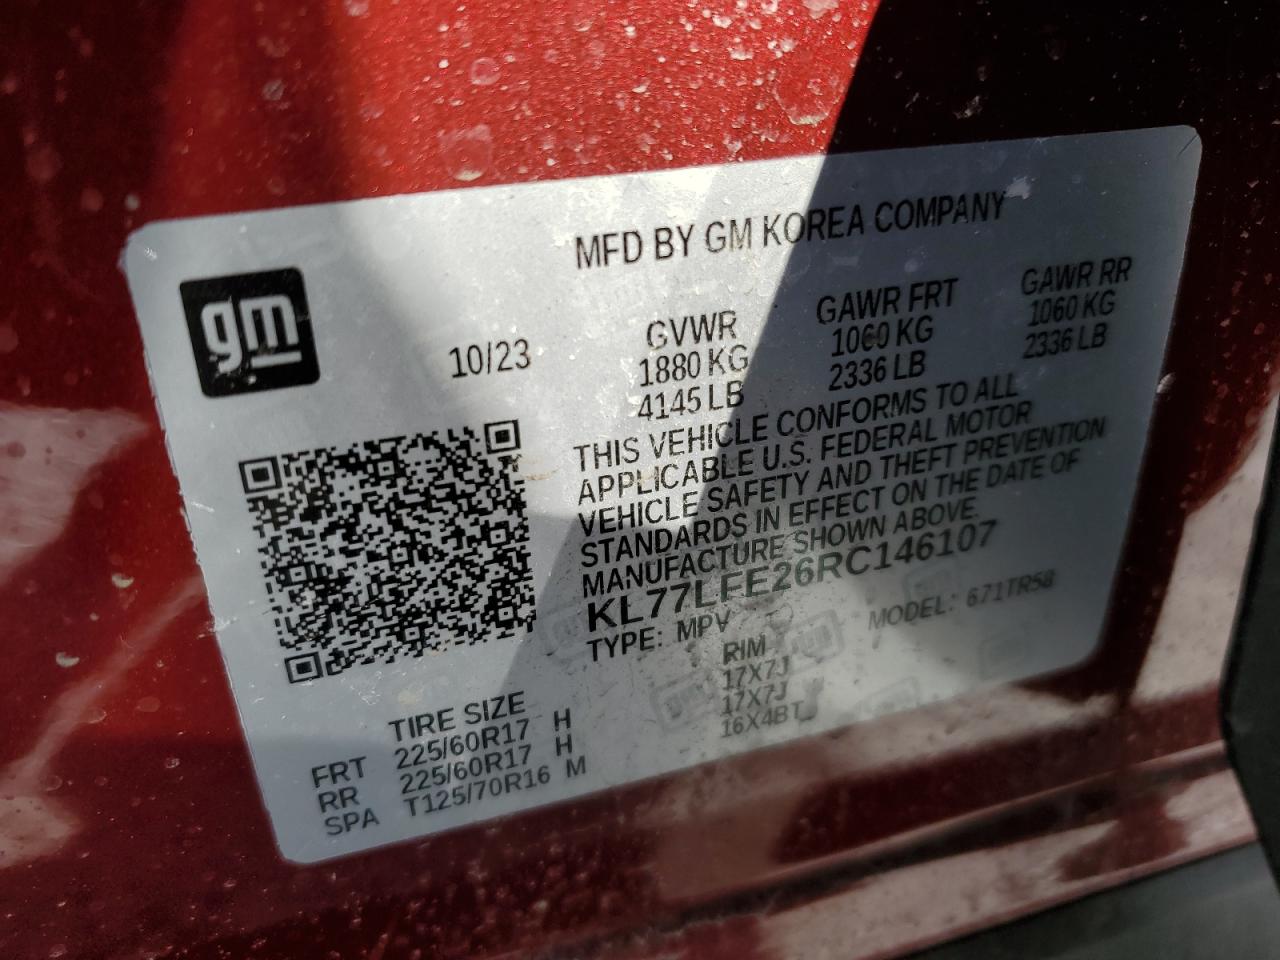 MFD BY GM KOREA COMPANY
gm
10/23
GVWR GAWR FRT GAWR RR
1880 KG 1060 KG 1060 KG
4145 LB 2336 LB 2336 LB
THIS VEHICLE CONFORMS TO ALL
APPLICABLE U.S. FEDERAL MOTOR
VEHICLE SAFETY AND THEFT PREVENTION
STANDARDS IN EFFECT ON THE DATE OF
MANUFACTURE SHOWN ABOVE.
KL77LFE26RC146107
TYPE: MPV MODEL: 671TR58
TIRE SIZE RIM
FRT 225/60R17 H 17X7J
RR 225/60R17 H 17X7J
SPA T125/70R16 M 16X4BT